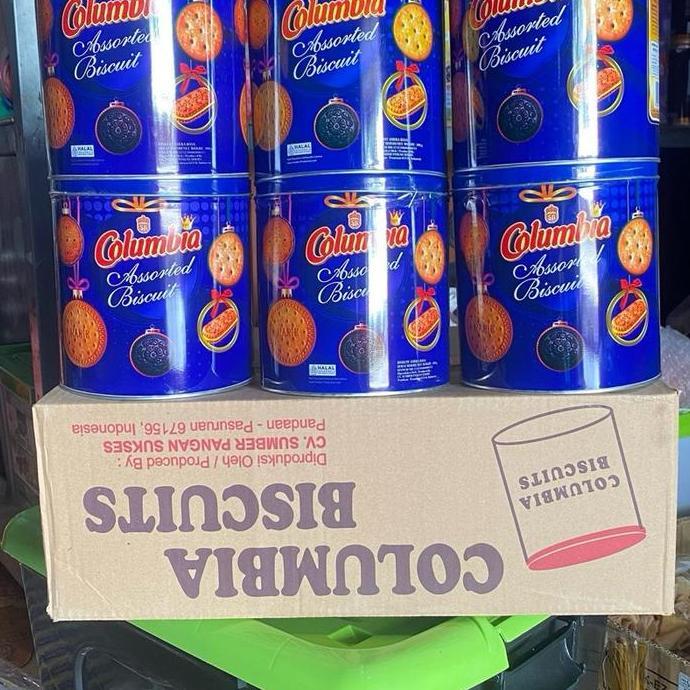 Columbia
Assorted
Biscuit
HALAL
Columbia
Assorted
Biscuit
HALAL
Columbia
Assorted
Biscuit
Columbia
Assorted
Biscuit
Columbia
Assorted
Biscuit
HALAL
Columbia
Assorted
Biscuit
COLUMBIA
BISCUITS
Diproduksi Oleh / Produced By :
CV. SUMBER PANGAN SUKSES
Pandaan - Pasuruan 67156, Indonesia
COLUMBIA
BISCUITS